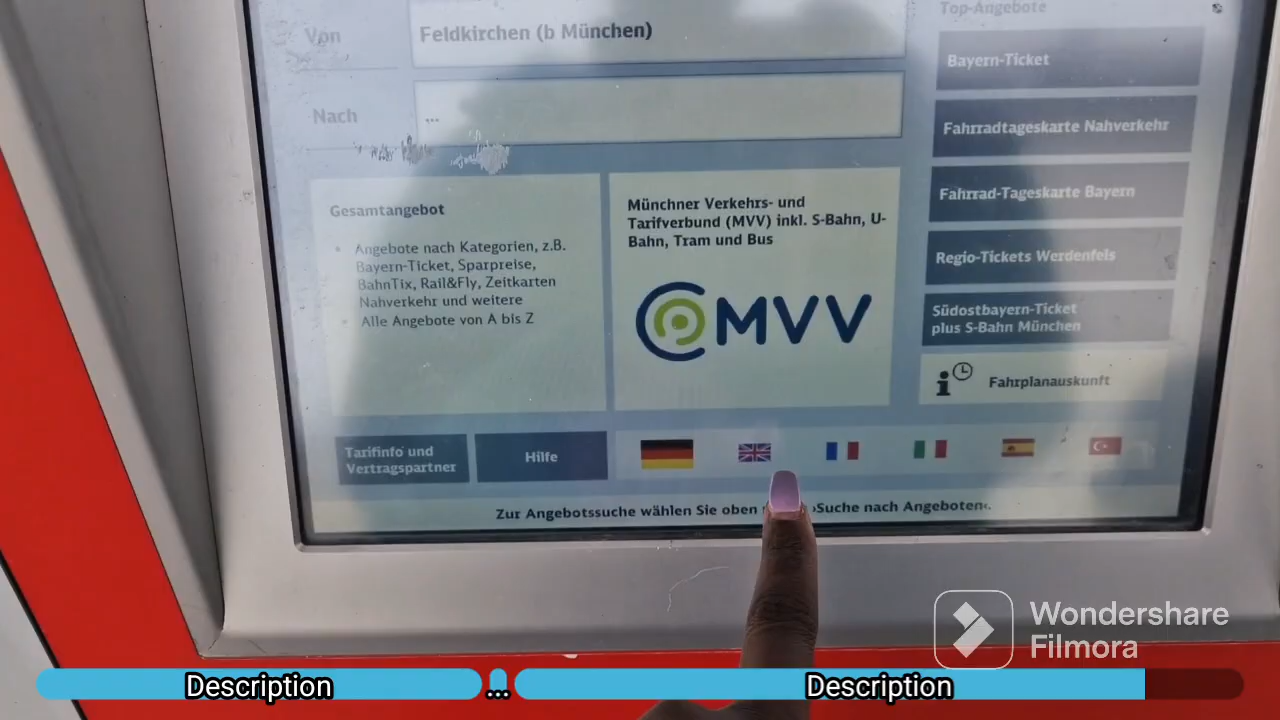 Von
Feldkirchen (b München)
Nach
...
Gesamtangebot
• Angebote nach Kategorien, z.B.
Bayern-Ticket, Sparpreise,
BahnTix, Rail&Fly, Zeitkarten
Nahverkehr und weitere
• Alle Angebote von A bis Z
Münchner Verkehrs- und
Tarifverbund (MVV) inkl. S-Bahn, U-
Bahn, Tram und Bus
MVV
Top-Angebote
Bayern-Ticket
Fahrradtageskarte Nahverkehr
Fahrrad-Tageskarte Bayern
Regio-Tickets Werdenfels
Südostbayern-Ticket
plus S-Bahn München
i Fahrplanauskunft
Tarifinfo und
Vertragspartner
Hilfe
Zur Angebotssuche wählen Sie oben Suche nach Angeboten‹.
Wondershare
Filmora
Description
...
Description